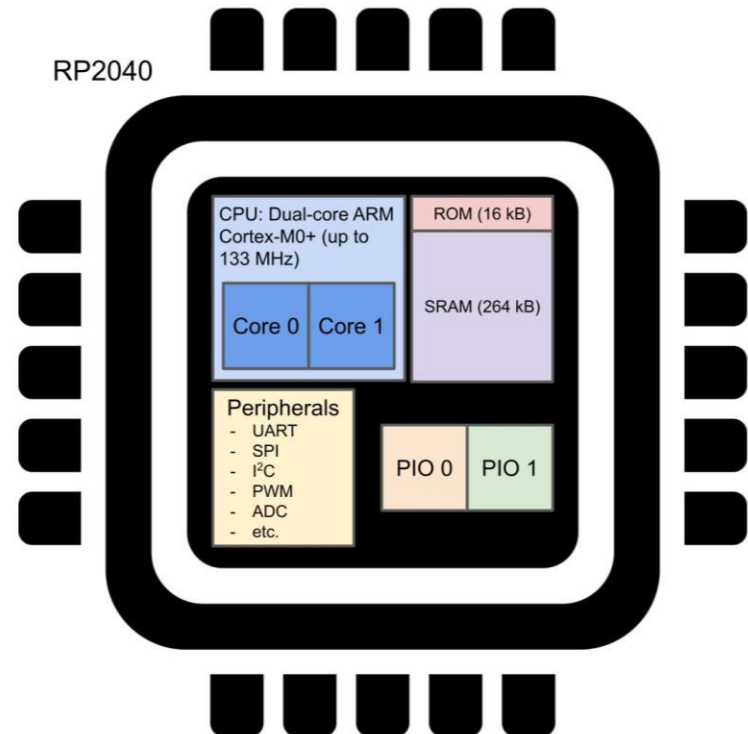 RP2040
CPU: Dual-core ARM
Cortex-M0+ (up to
133 MHz)
Core 0
Core 1
ROM (16 kB)
SRAM (264 kB)
Peripherals
- UART
- SPI
- I²C
- PWM
- ADC
- etc.
PIO 0
PIO 1